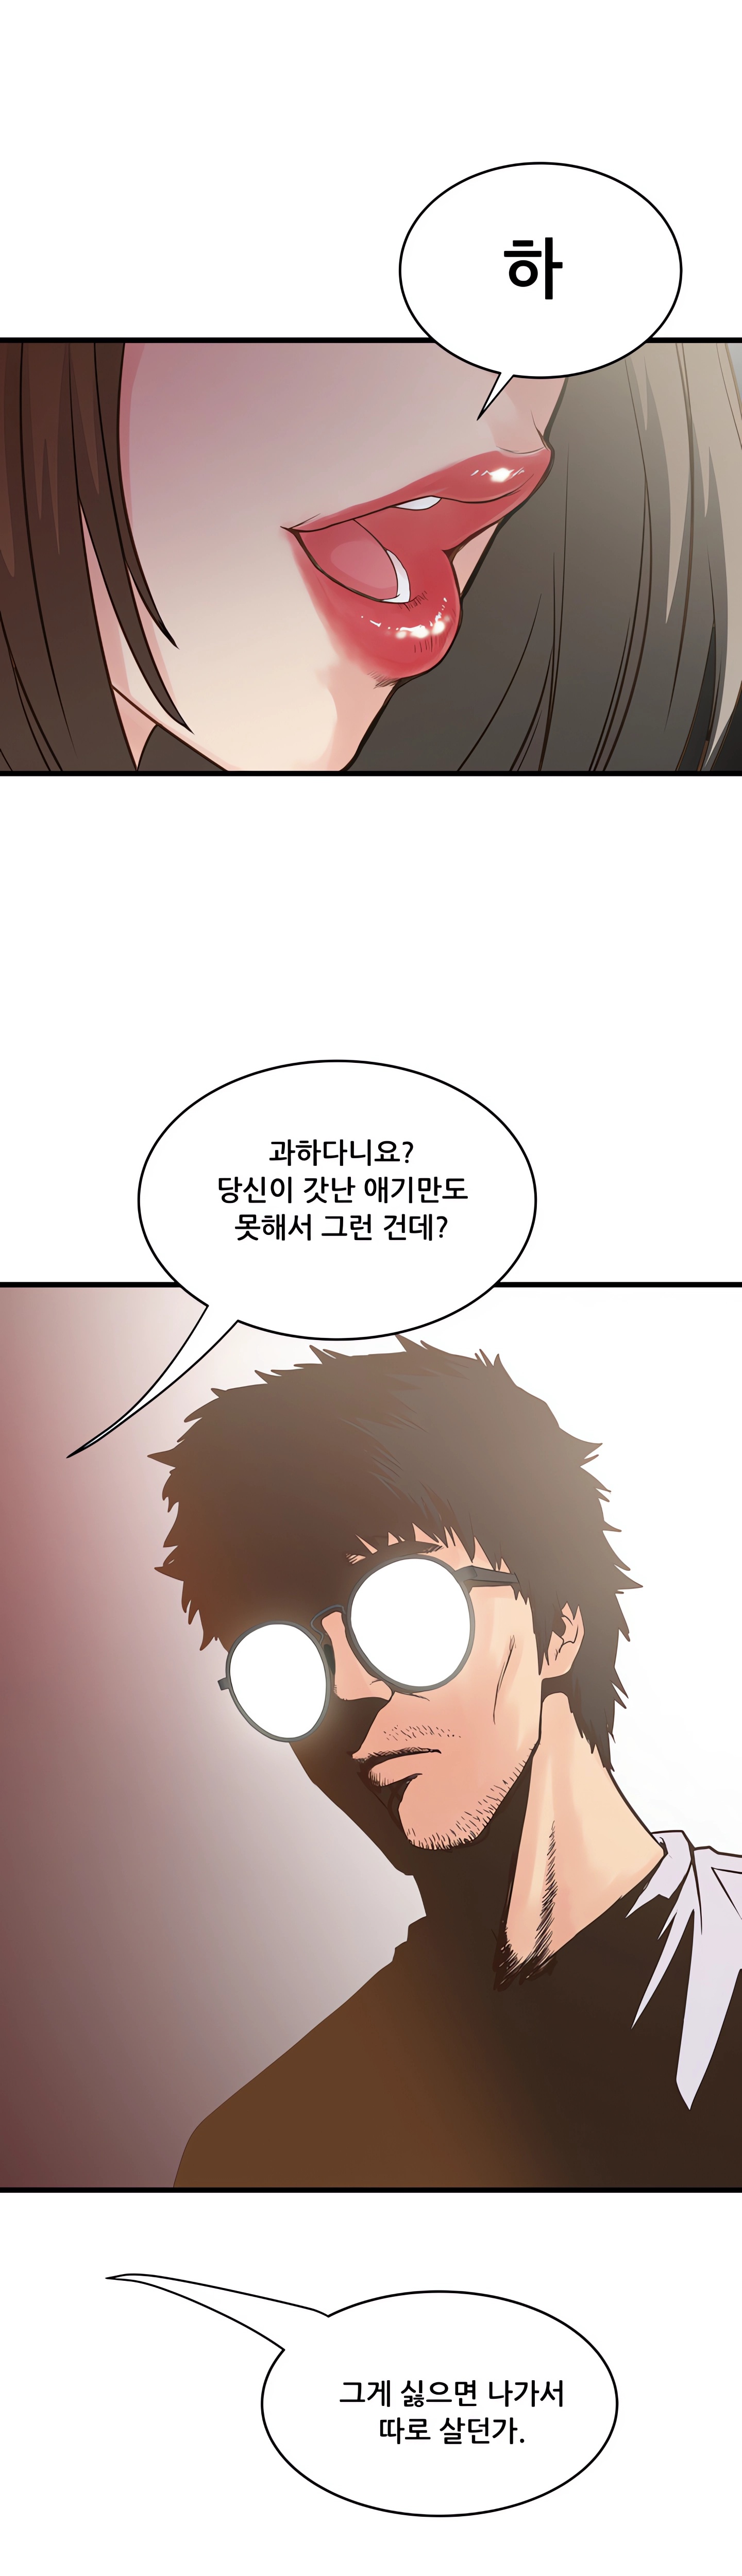 하
과하다니요?
당신이 갓난 애기만도
못해서 그런 건데?
그게 싫으면 나가서
따로 살던가.